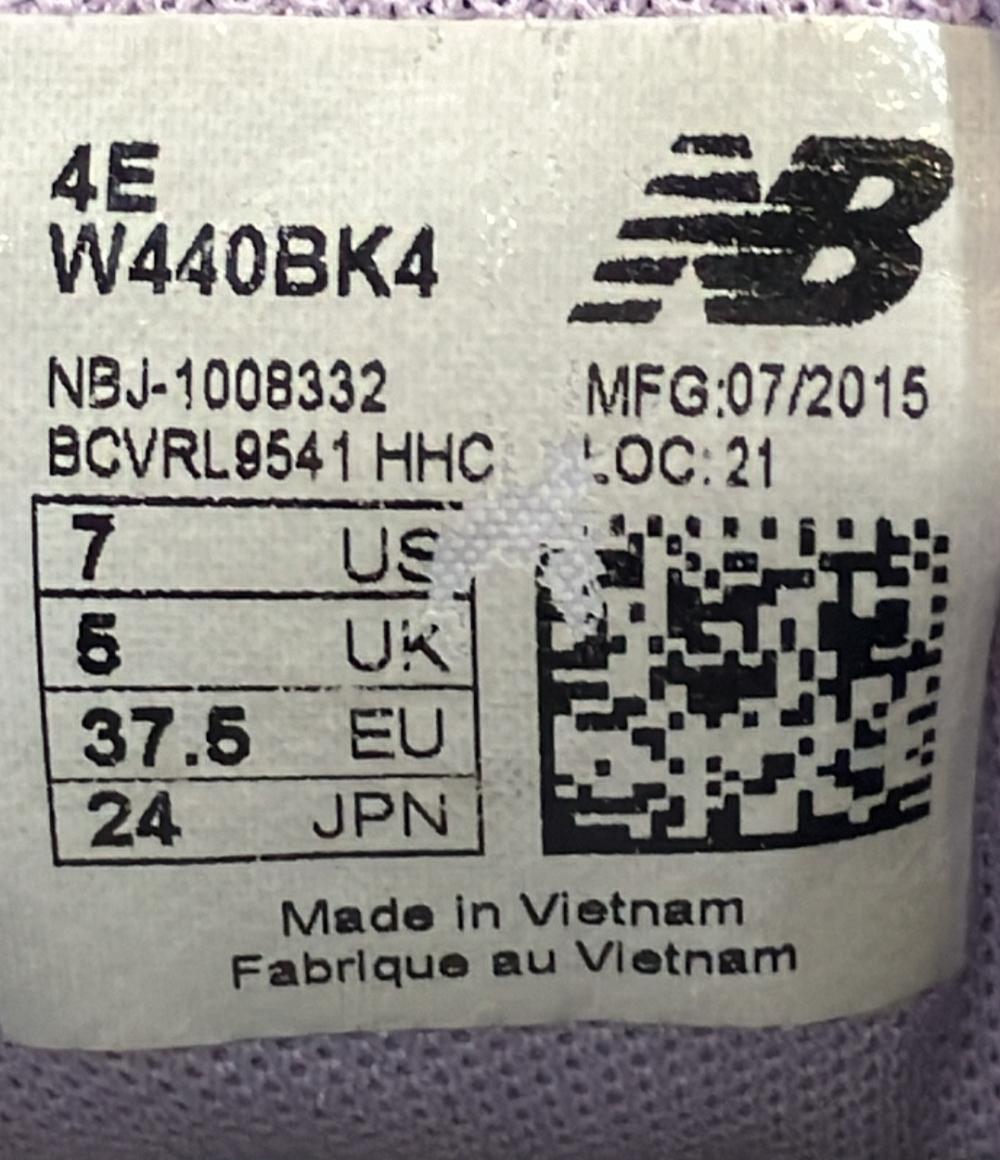 4E
W440BK4
NB
NBJ-1008332
MFG:07/2015
BCVRL9541 HHC
LOC: 21
7 US
5 UK
37.5 EU
24 JPN
Made in Vietnam
Fabrique au Vietnam